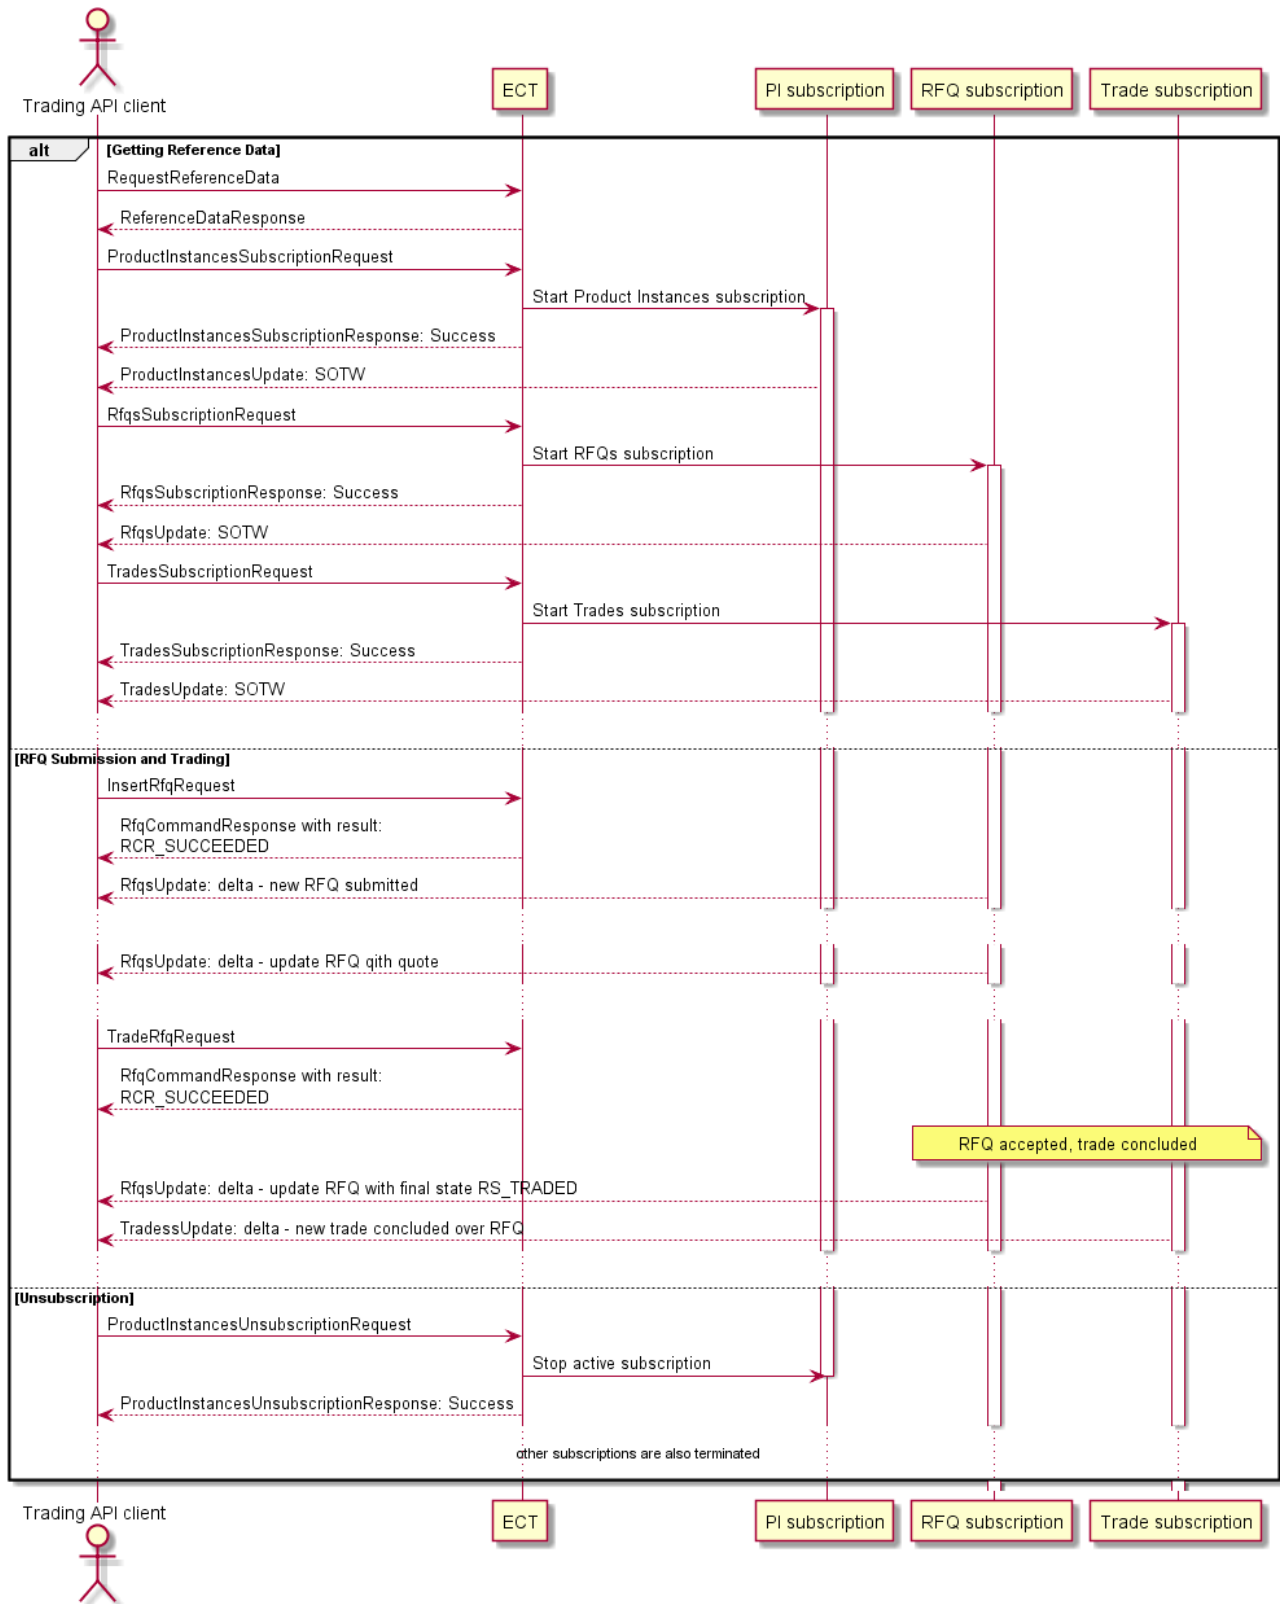 Trading API client
ECT
PI subscription
RFQ subscription
Trade subscription
alt
[Getting Reference Data]
RequestReferenceData
ReferenceDataResponse
ProductInstancesSubscriptionRequest
Start Product Instances subscription
ProductInstancesSubscriptionResponse: Success
ProductInstancesUpdate: SOTW
RfqsSubscriptionRequest
Start RFQs subscription
RfqsSubscriptionResponse: Success
RfqsUpdate: SOTW
TradesSubscriptionRequest
Start Trades subscription
TradesSubscriptionResponse: Success
TradesUpdate: SOTW
[RFQ Submission and Trading]
InsertRfqRequest
RfqCommandResponse with result:
RCR_SUCCEEDED
RfqsUpdate: delta - new RFQ submitted
RfqsUpdate: delta - update RFQ qith quote
TradeRfqRequest
RfqCommandResponse with result:
RCR_SUCCEEDED
RFQ accepted, trade concluded
RfqsUpdate: delta - update RFQ with final state RS_TRADED
TradessUpdate: delta - new trade concluded over RFQ
[Unsubscription]
ProductInstancesUnsubscriptionRequest
Stop active subscription
ProductInstancesUnsubscriptionResponse: Success
other subscriptions are also terminated
Trading API client
ECT
PI subscription
RFQ subscription
Trade subscription